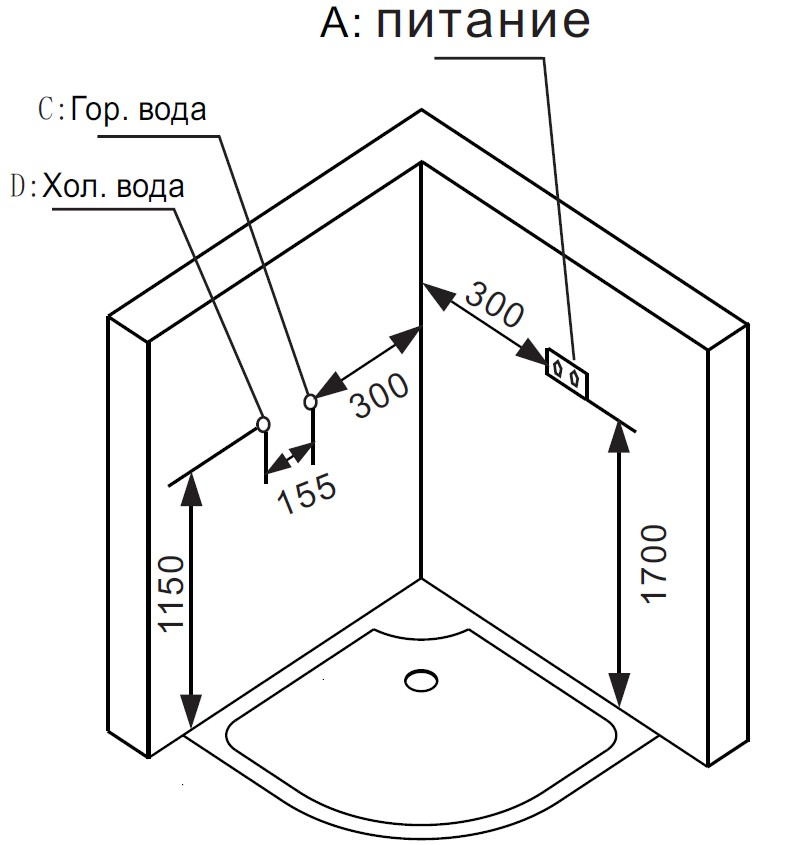 A: питание
C:Гор. вода
D:Хол. вода
300
300
155
1150
1700